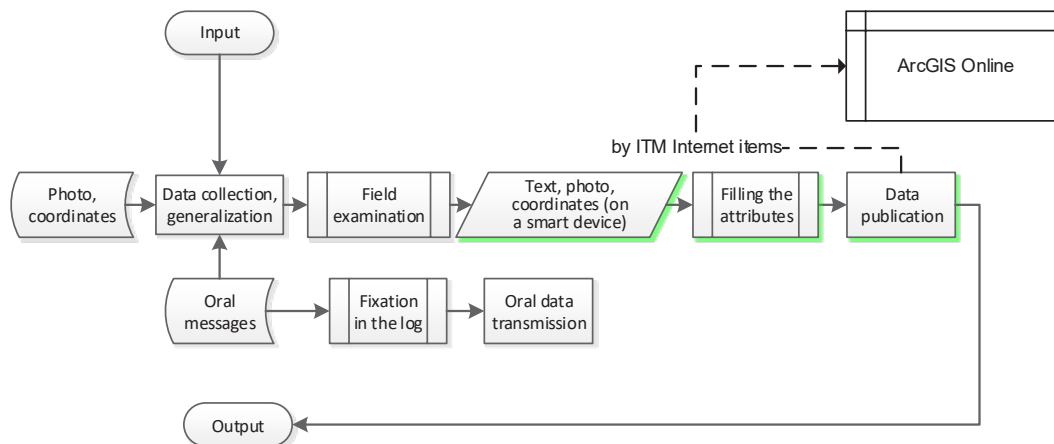 Input
ArcGIS Online
by ITM Internet items
Photo,
coordinates
Data collection,
generalization
Field
examination
Text, photo,
coordinates (on
a smart device)
Filling the
attributes
Data
publication
Oral
messages
Fixation
in the log
Oral data
transmission
Output